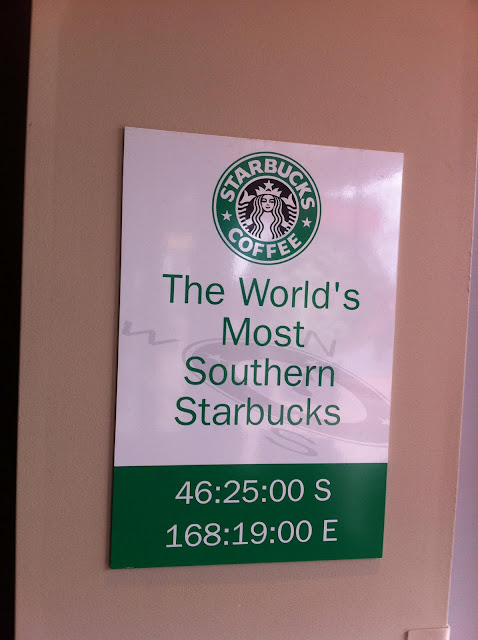 STARBUCKS
COFFEE
The World's
Most
Southern
Starbucks
W
N
S
46:25:00 S
168:19:00 E